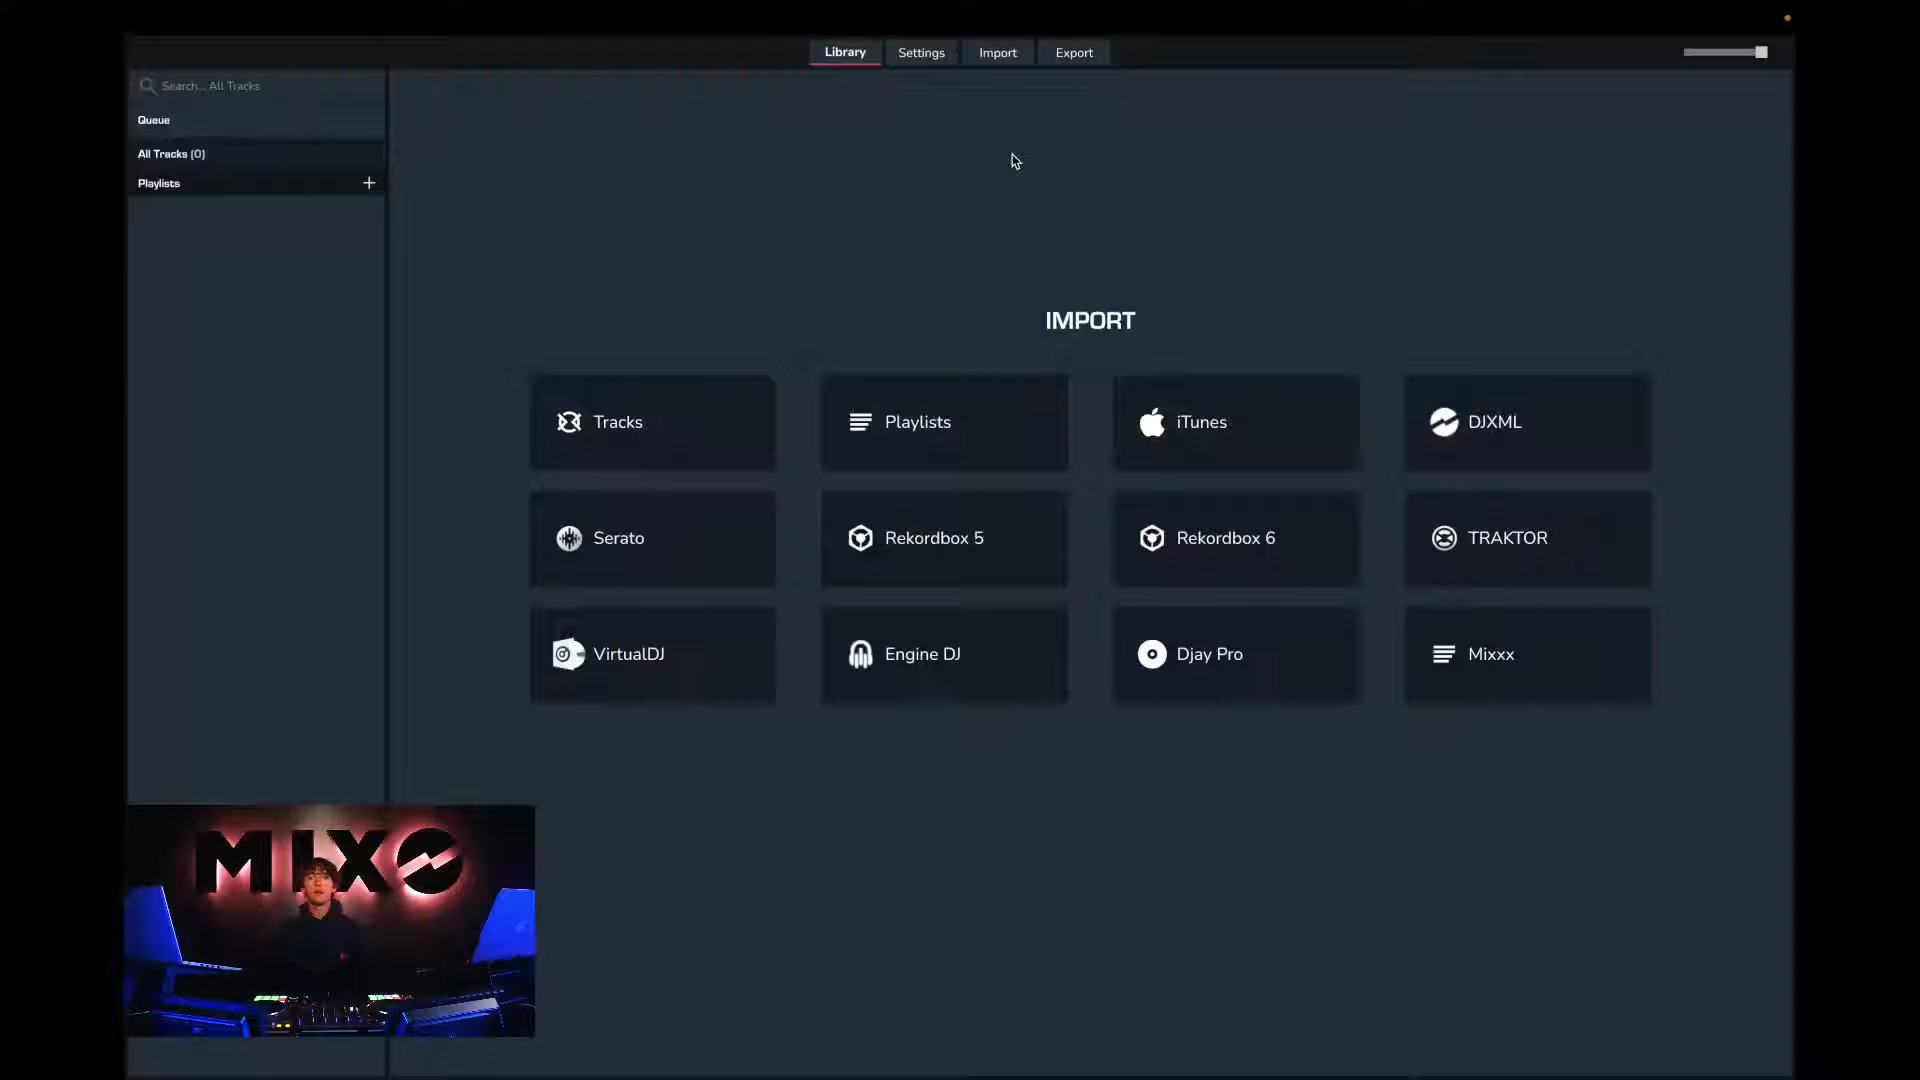 Library
Settings
Import
Export
Search... All Tracks
Queue
All Tracks (0)
Playlists
IMPORT
Tracks
Playlists
iTunes
DJXML
Serato
Rekordbox 5
Rekordbox 6
TRAKTOR
VirtualDJ
Engine DJ
Djay Pro
Mixxx
MIXO